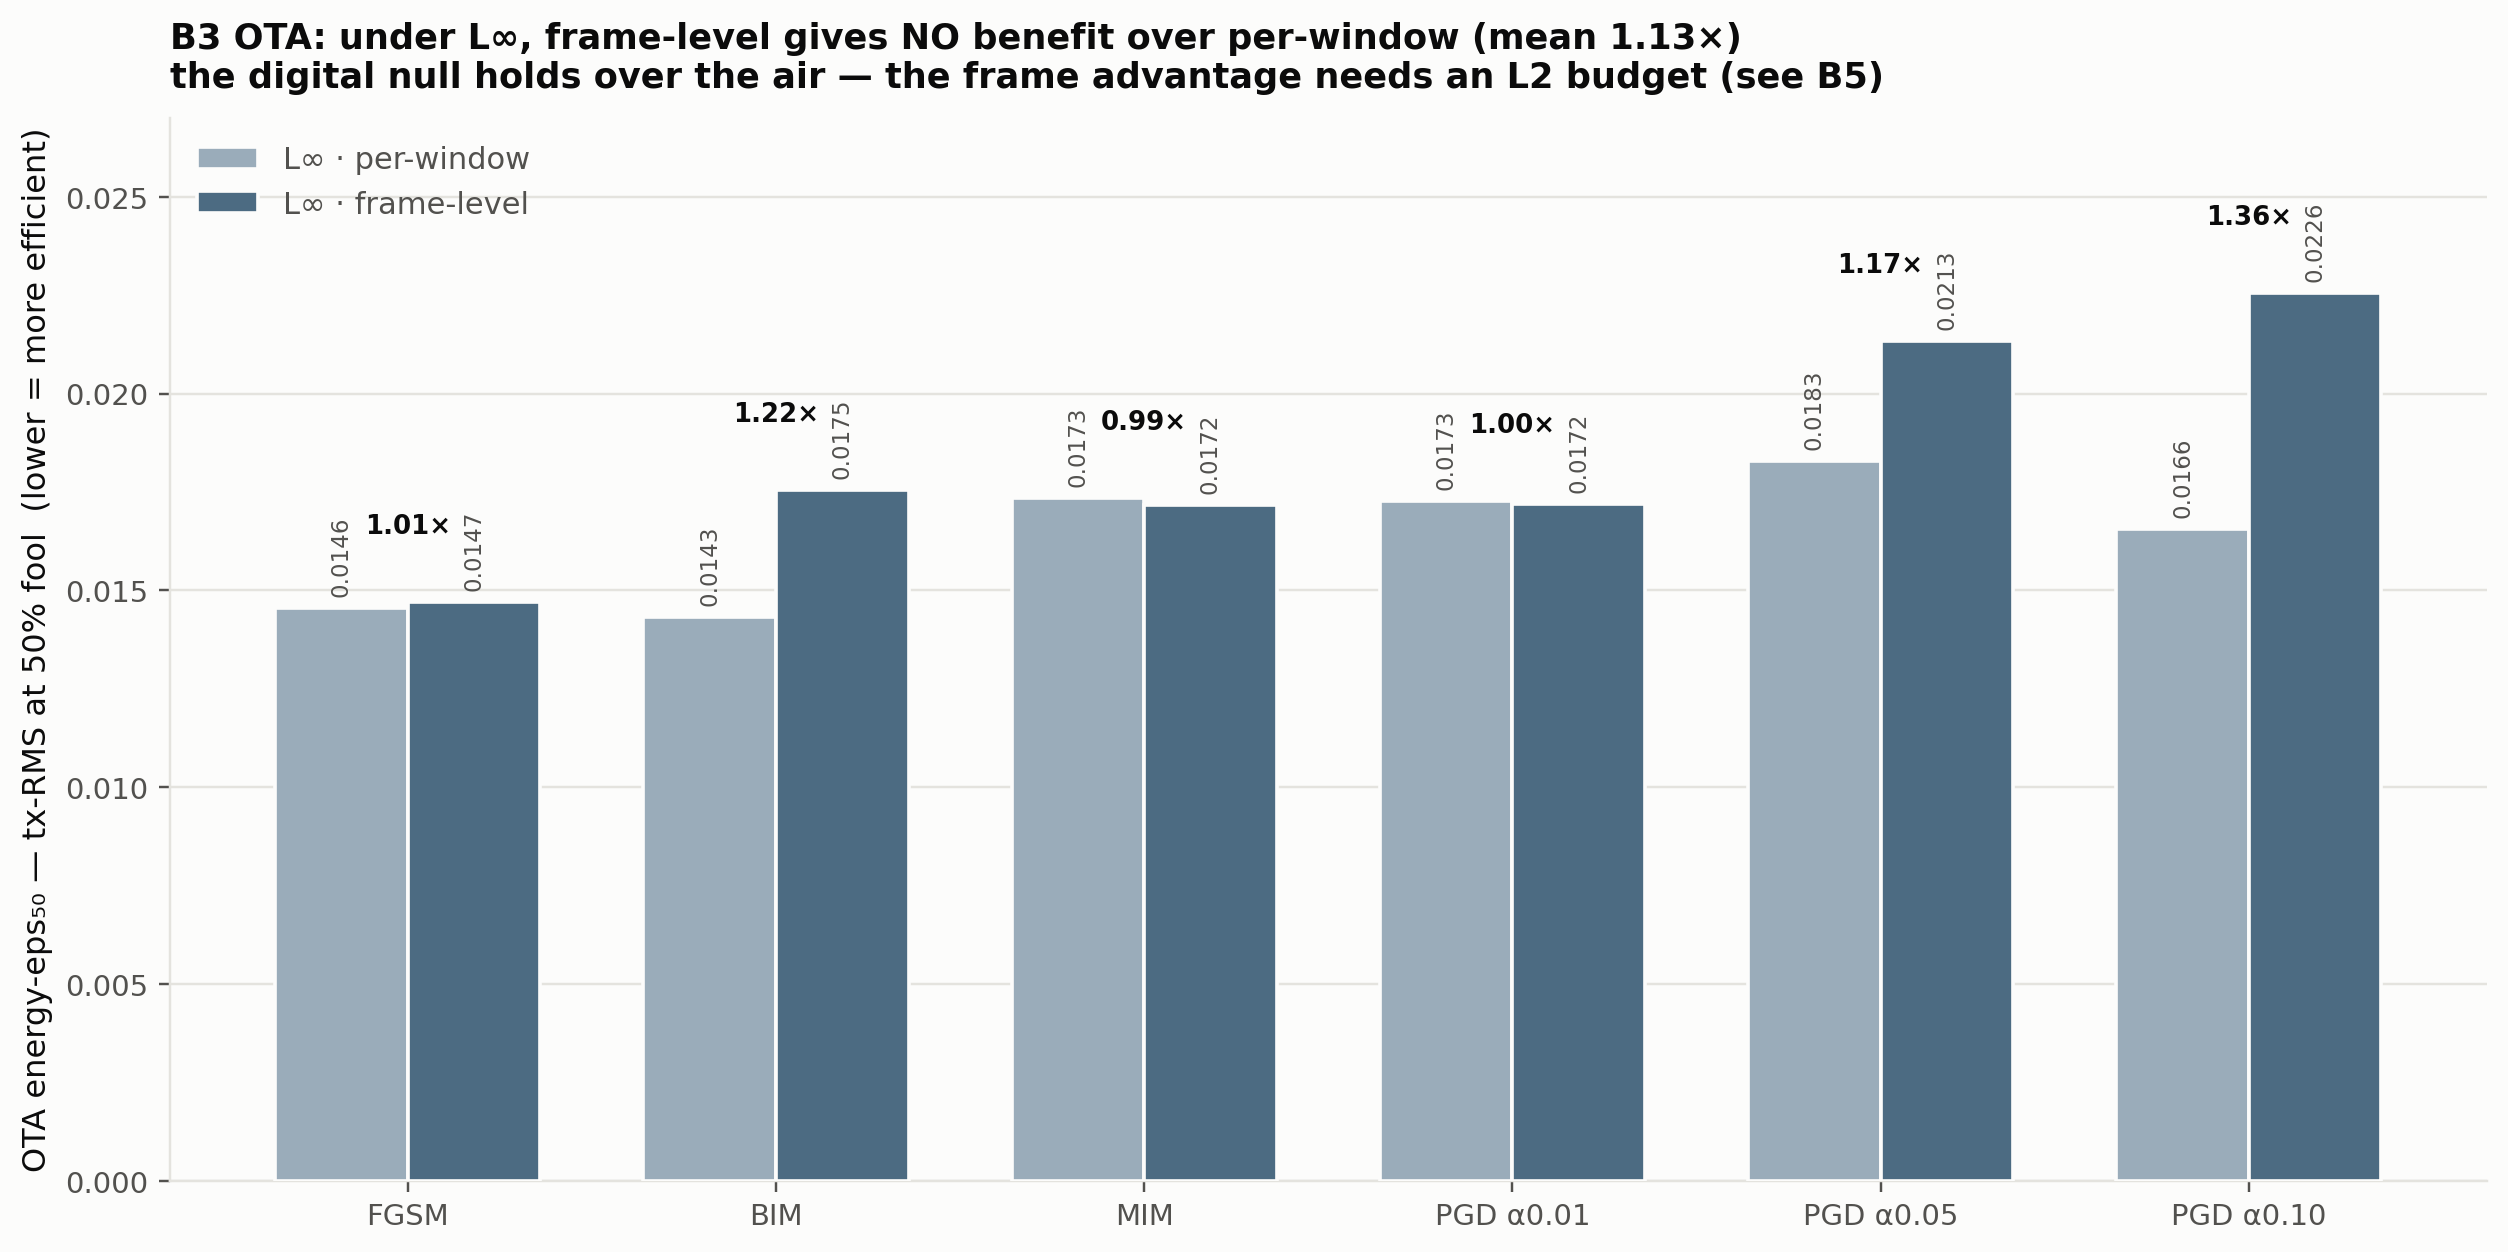 B3 OTA: under L∞, frame-level gives NO benefit over per-window (mean 1.13×)
the digital null holds over the air — the frame advantage needs an L2 budget (see B5)
OTA energy-eps₅₀ — tx-RMS at 50% fool  (lower = more efficient)
L∞ · per-window
L∞ · frame-level
0.025
0.020
0.015
0.010
0.005
0.000
0.0146
1.01×
0.0147
0.0143
1.22×
0.0175
0.0173
0.99×
0.0172
0.0173
1.00×
0.0172
0.0183
1.17×
0.0213
0.0166
1.36×
0.0226
FGSM
BIM
MIM
PGD α0.01
PGD α0.05
PGD α0.10